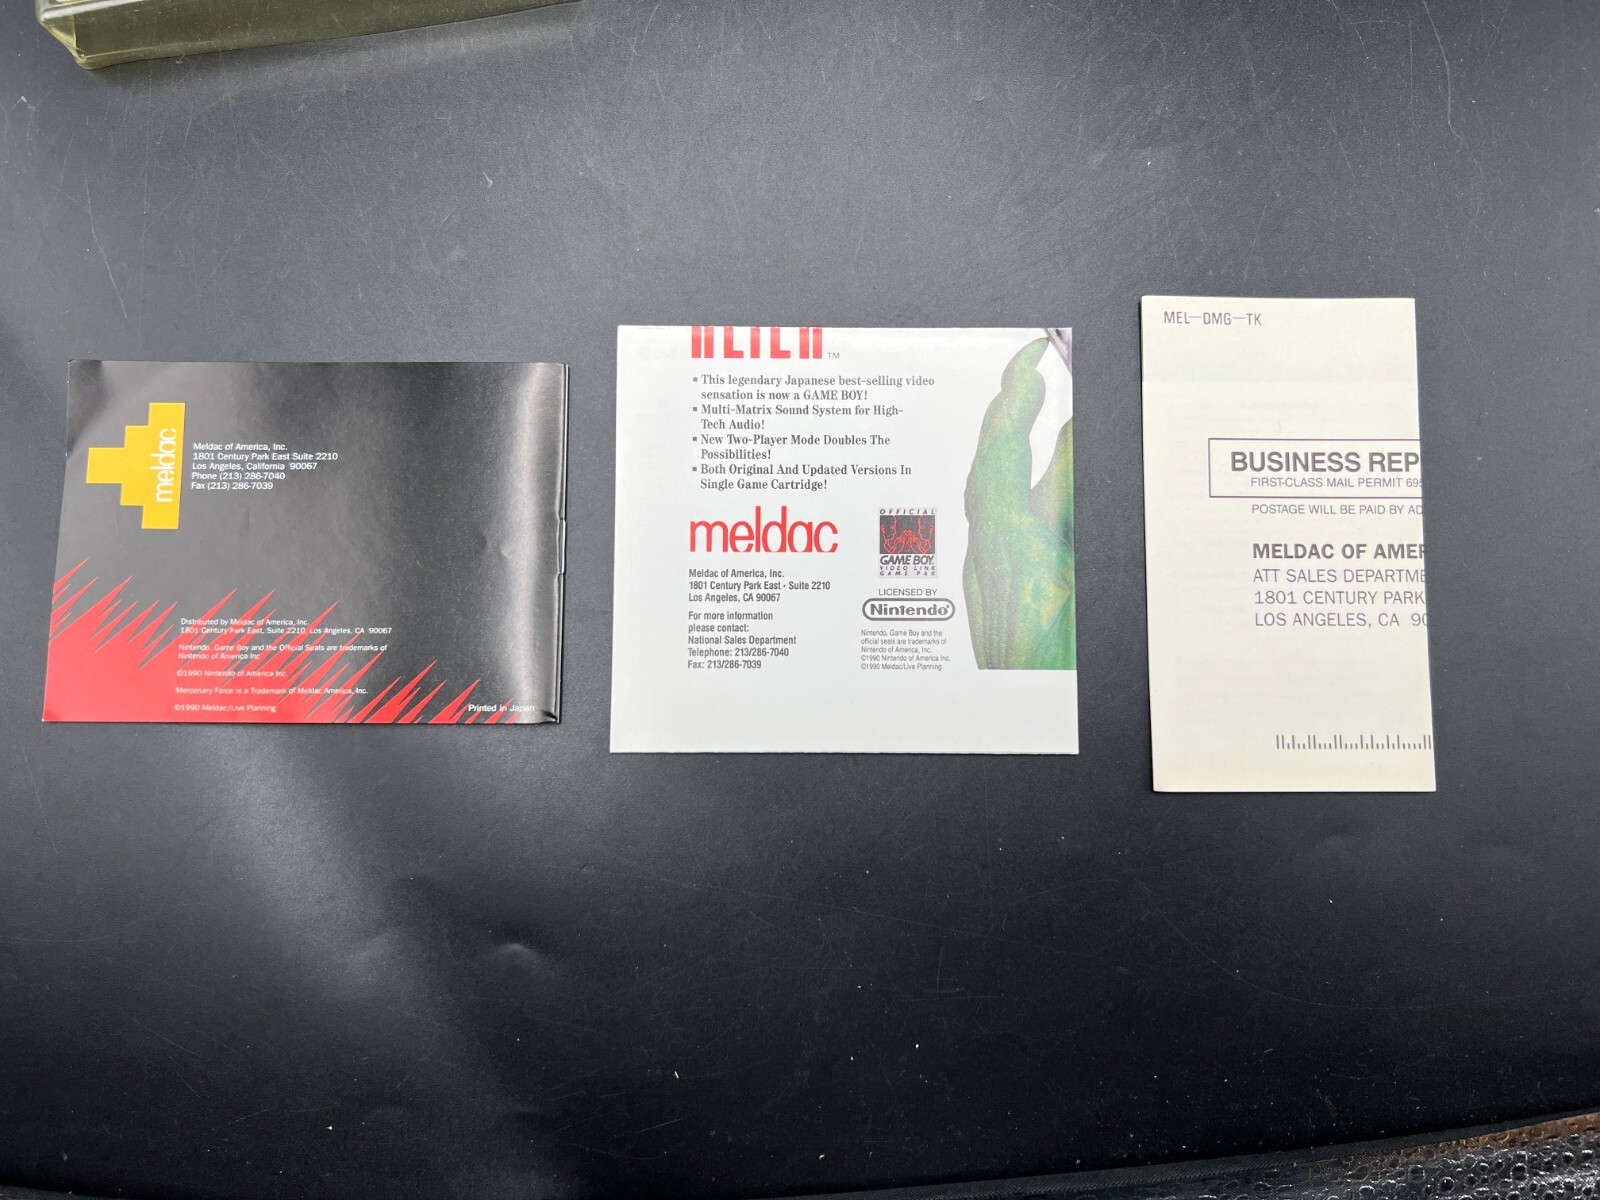 meldac
Meldac of America, Inc.
1801 Century Park East Suite 2210
Los Angeles, California 90067
Phone (213) 286-7040
Fax (213) 286-7039
Distributed by Meldac of America, Inc.
1801 Century Park East, Suite 2210, Los Angeles, CA 90067
Nintendo, Game Boy and the Official Seals are trademarks of
Nintendo of America Inc.
©1990 Nintendo of America Inc.
Mercenary Force is a Trademark of Meldac America, Inc.
©1990 Meldac/Live Planning
Printed in Japan
TM
▪ This legendary Japanese best-selling video
sensation is now a GAME BOY!
▪ Multi-Matrix Sound System for High-
Tech Audio!
▪ New Two-Player Mode Doubles The
Possibilities!
▪ Both Original And Updated Versions In
Single Game Cartridge!
meldac
Meldac of America, Inc.
1801 Century Park East - Suite 2210
Los Angeles, CA 90067
For more information
please contact:
National Sales Department
Telephone: 213/286-7040
Fax: 213/286-7039
OFFICIAL
GAME BOY
VIDEO LINK
GAME PAK
LICENSED BY
Nintendo®
Nintendo, Game Boy and the
official seals are trademarks of
Nintendo of America, Inc.
©1990 Nintendo of America Inc.
©1990 Meldac/Live Planning
MEL-DMG-TK
BUSINESS REP
FIRST-CLASS MAIL PERMIT 695
POSTAGE WILL BE PAID BY AD
MELDAC OF AMER
ATT SALES DEPARTME
1801 CENTURY PARK
LOS ANGELES, CA 90